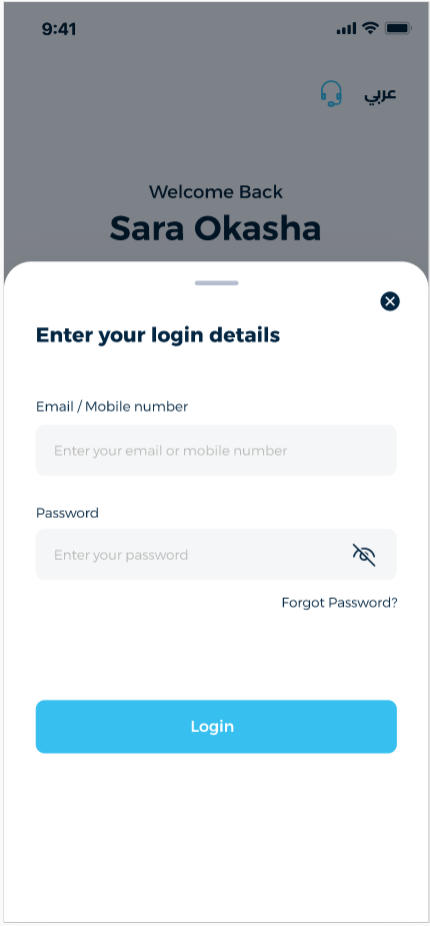 9:41
عربي
Welcome Back
Sara Okasha
Enter your login details
Email / Mobile number
Enter your email or mobile number
Password
Enter your password
Forgot Password?
Login